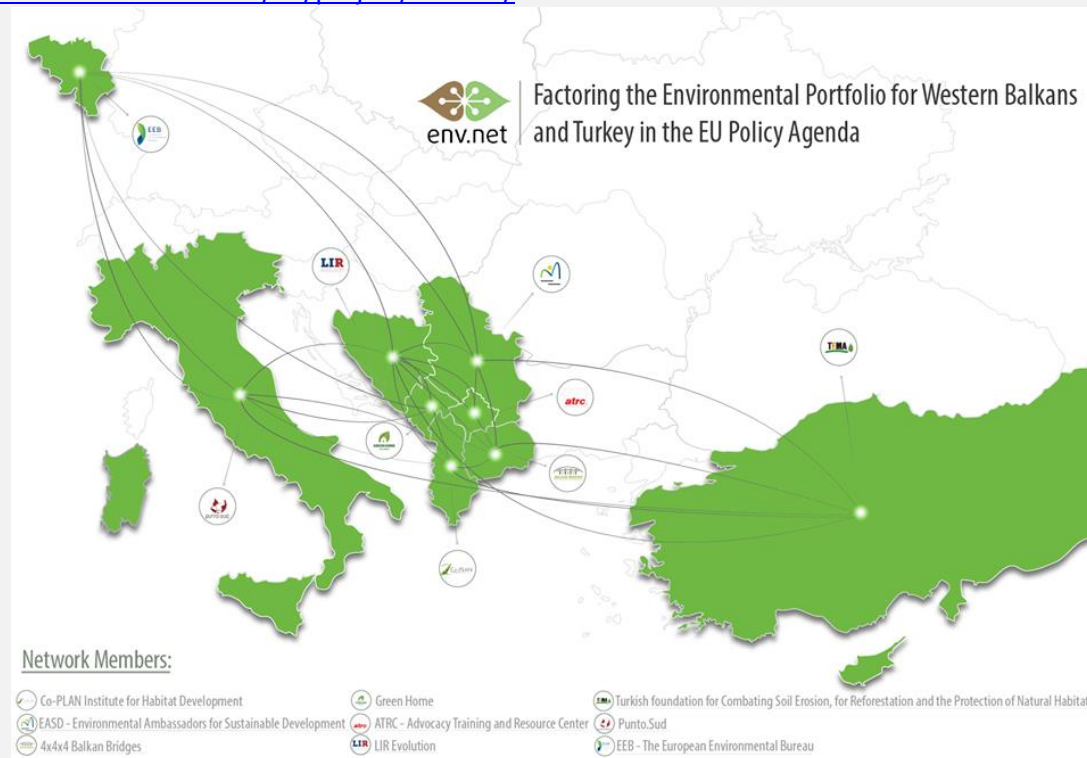 env.net
Factoring the Environmental Portfolio for Western Balkans
and Turkey in the EU Policy Agenda
EEB
LIR
TEMA
atrc
Co-PLAN
Network Members:
Co-PLAN Institute for Habitat Development
EASD - Environmental Ambassadors for Sustainable Development
4x4x4 Balkan Bridges
Green Home
ATRC - Advocacy Training and Resource Center
LIR Evolution
Turkish foundation for Combating Soil Erosion, for Reforestation and the Protection of Natural Habitat
Punto.Sud
EEB - The European Environmental Bureau